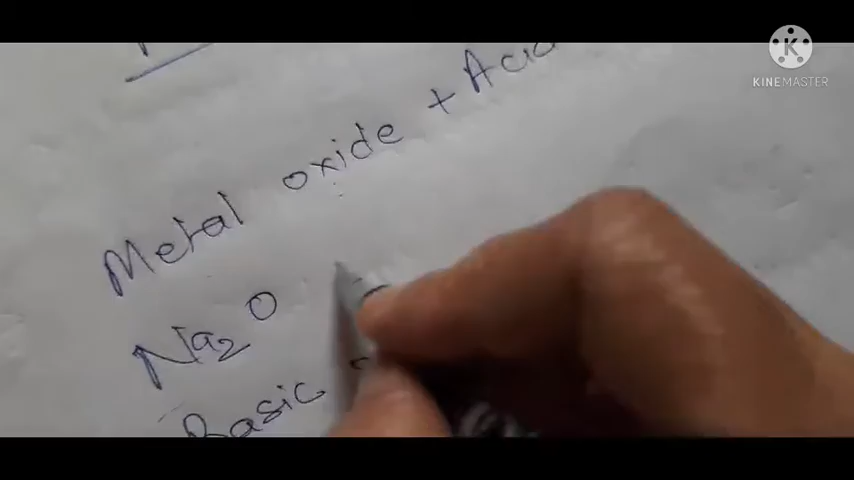 Metal oxide + Acid
Na₂O
Basic
KINEMASTER